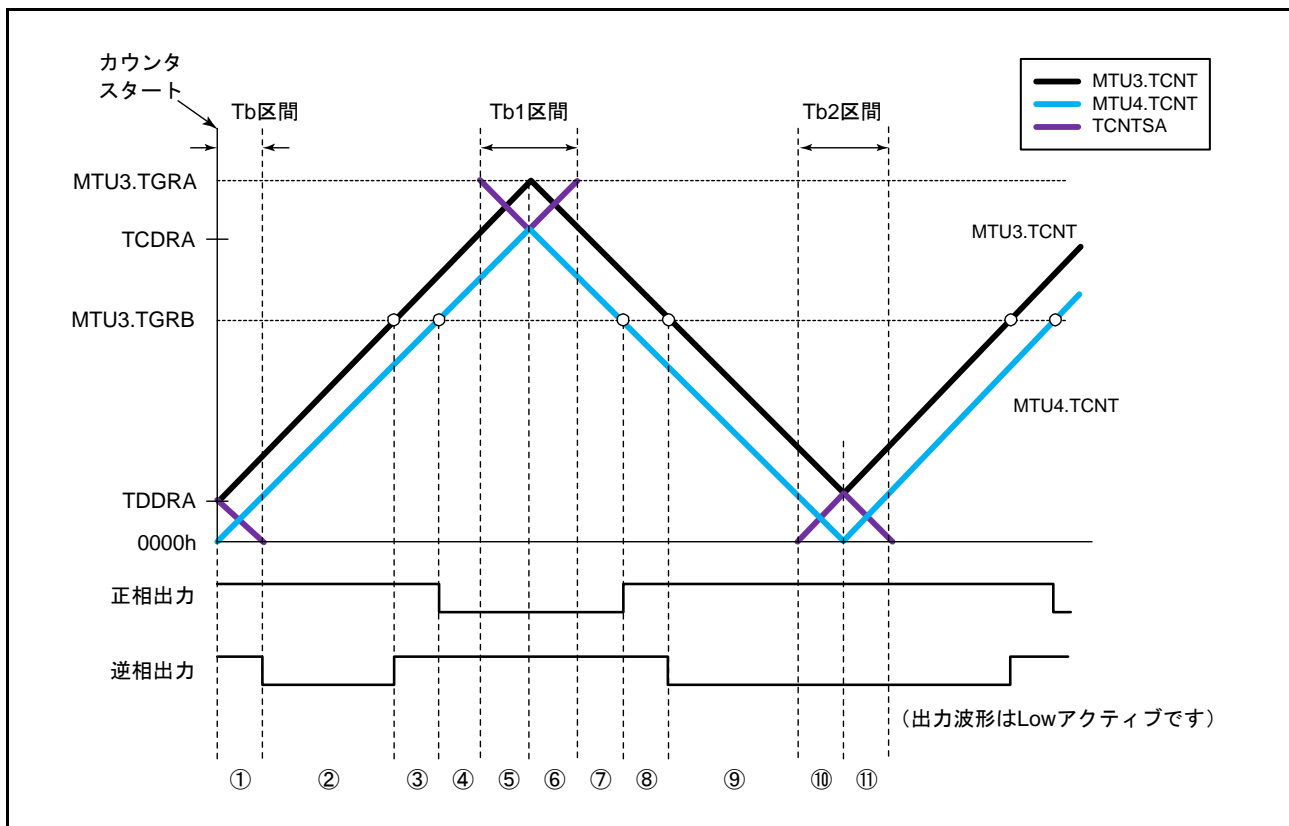 カウンタ
スタート
Tb区間
Tb1区間
Tb2区間
MTU3.TCNT
MTU4.TCNT
TCNTSA
MTU3.TGRA
TCDRA
MTU3.TGRB
TDDRA
0000h
MTU3.TCNT
MTU4.TCNT
正相出力
逆相出力
（出力波形はLowアクティブです）
① ② ③ ④ ⑤ ⑥ ⑦ ⑧ ⑨ ⑩ ⑪